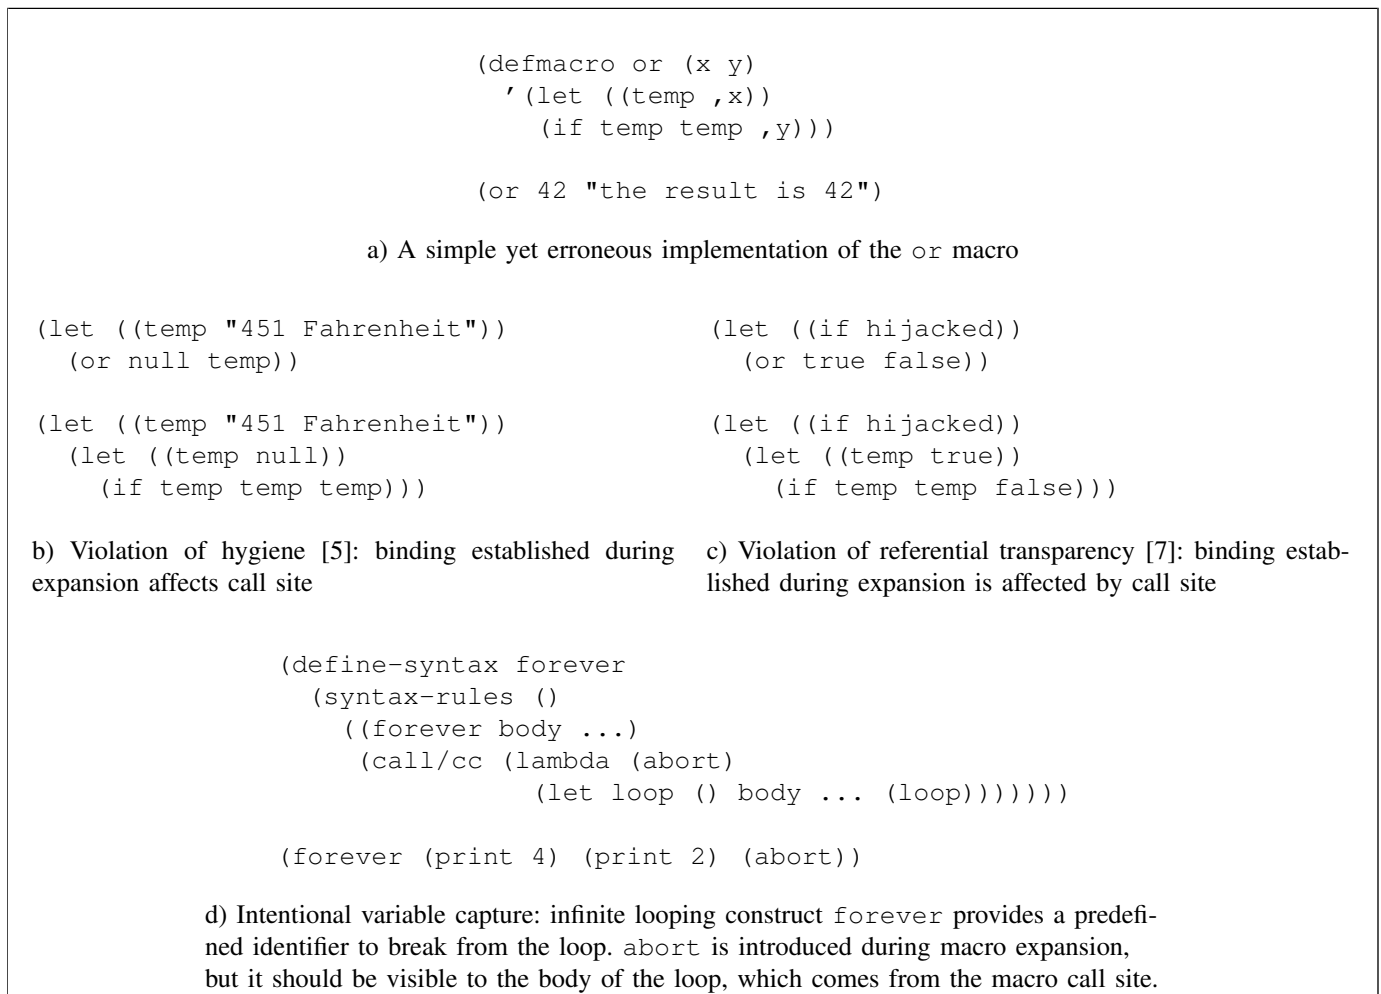 (defmacro or (x y)
  ’(let ((temp ,x))
    (if temp temp ,y)))
(or 42 "the result is 42")
a) A simple yet erroneous implementation of the or macro
(let ((temp "451 Fahrenheit"))
  (or null temp))
(let ((temp "451 Fahrenheit"))
  (let ((temp null))
    (if temp temp temp)))
b) Violation of hygiene [5]: binding established during
expansion affects call site
(let ((if hijacked))
  (or true false))
(let ((if hijacked))
  (let ((temp true))
    (if temp temp false)))
c) Violation of referential transparency [7]: binding estab-
lished during expansion is affected by call site
(define-syntax forever
  (syntax-rules ()
    ((forever body ...)
     (call/cc (lambda (abort)
                (let loop () body ... (loop)))))))
(forever (print 4) (print 2) (abort))
d) Intentional variable capture: infinite looping construct forever provides a predefi-
ned identifier to break from the loop. abort is introduced during macro expansion,
but it should be visible to the body of the loop, which comes from the macro call site.